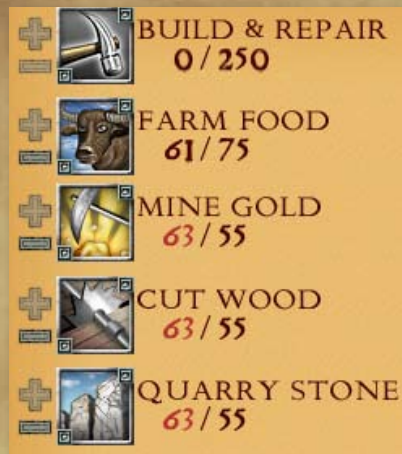 BUILD & REPAIR
0/250
FARM FOOD
61/75
MINE GOLD
63/55
CUT WOOD
63/55
QUARRY STONE
63/55